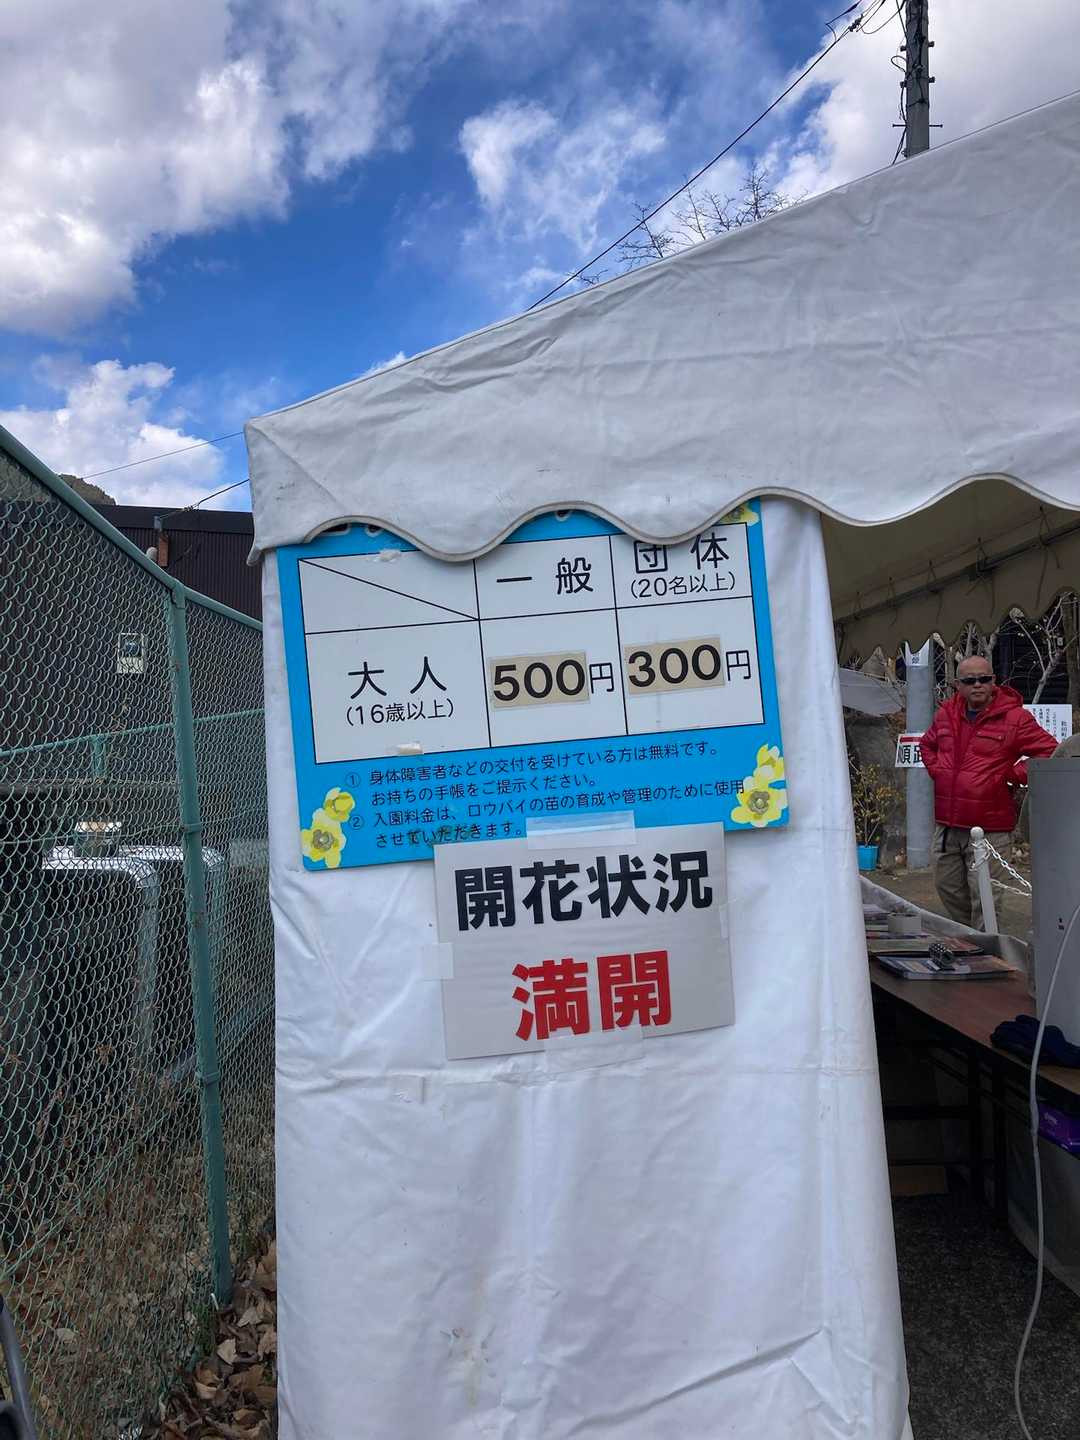 一般
団体
(20名以上)
大人
(16歳以上)
500円
300円
① 身体障害者などの交付を受けている方は無料です。
お持ちの手帳をご提示ください。
② 入園料金は、ロウバイの苗の育成や管理のために使用
させていただきます。
開花状況
満開
順